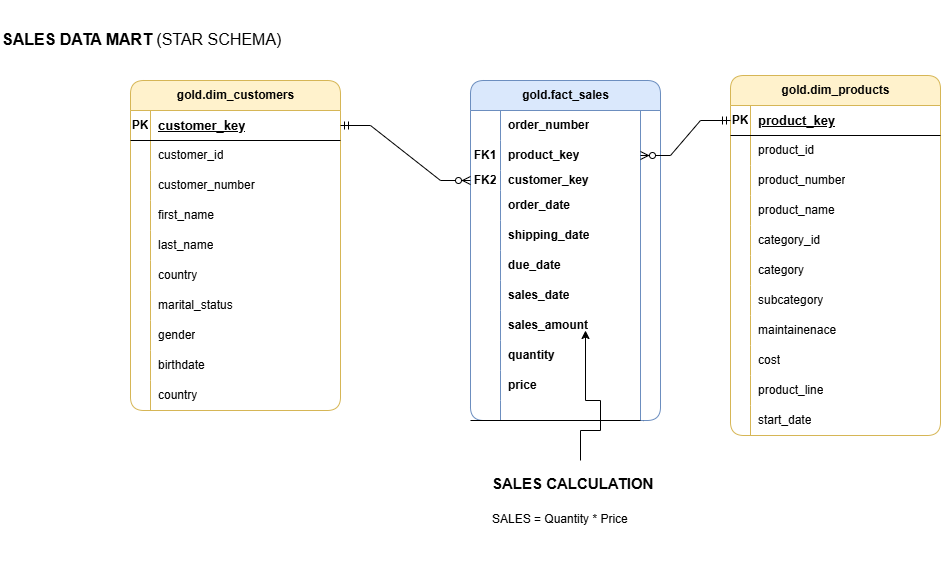 SALES DATA MART (STAR SCHEMA)
gold.dim_customers
PK customer_key
customer_id
customer_number
first_name
last_name
country
marital_status
gender
birthdate
country
gold.fact_sales
order_number
FK1 product_key
FK2 customer_key
order_date
shipping_date
due_date
sales_date
sales_amount
quantity
price
gold.dim_products
PK product_key
product_id
product_number
product_name
category_id
category
subcategory
maintainenace
cost
product_line
start_date
SALES CALCULATION
SALES = Quantity * Price